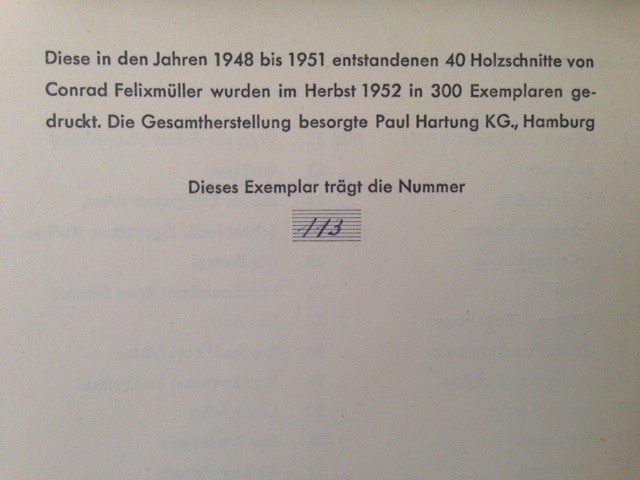 Diese in den Jahren 1948 bis 1951 entstandenen 40 Holzschnitte von
Conrad Felixmüller wurden im Herbst 1952 in 300 Exemplaren ge-
druckt. Die Gesamtherstellung besorgte Paul Hartung KG., Hamburg
Dieses Exemplar trägt die Nummer
113